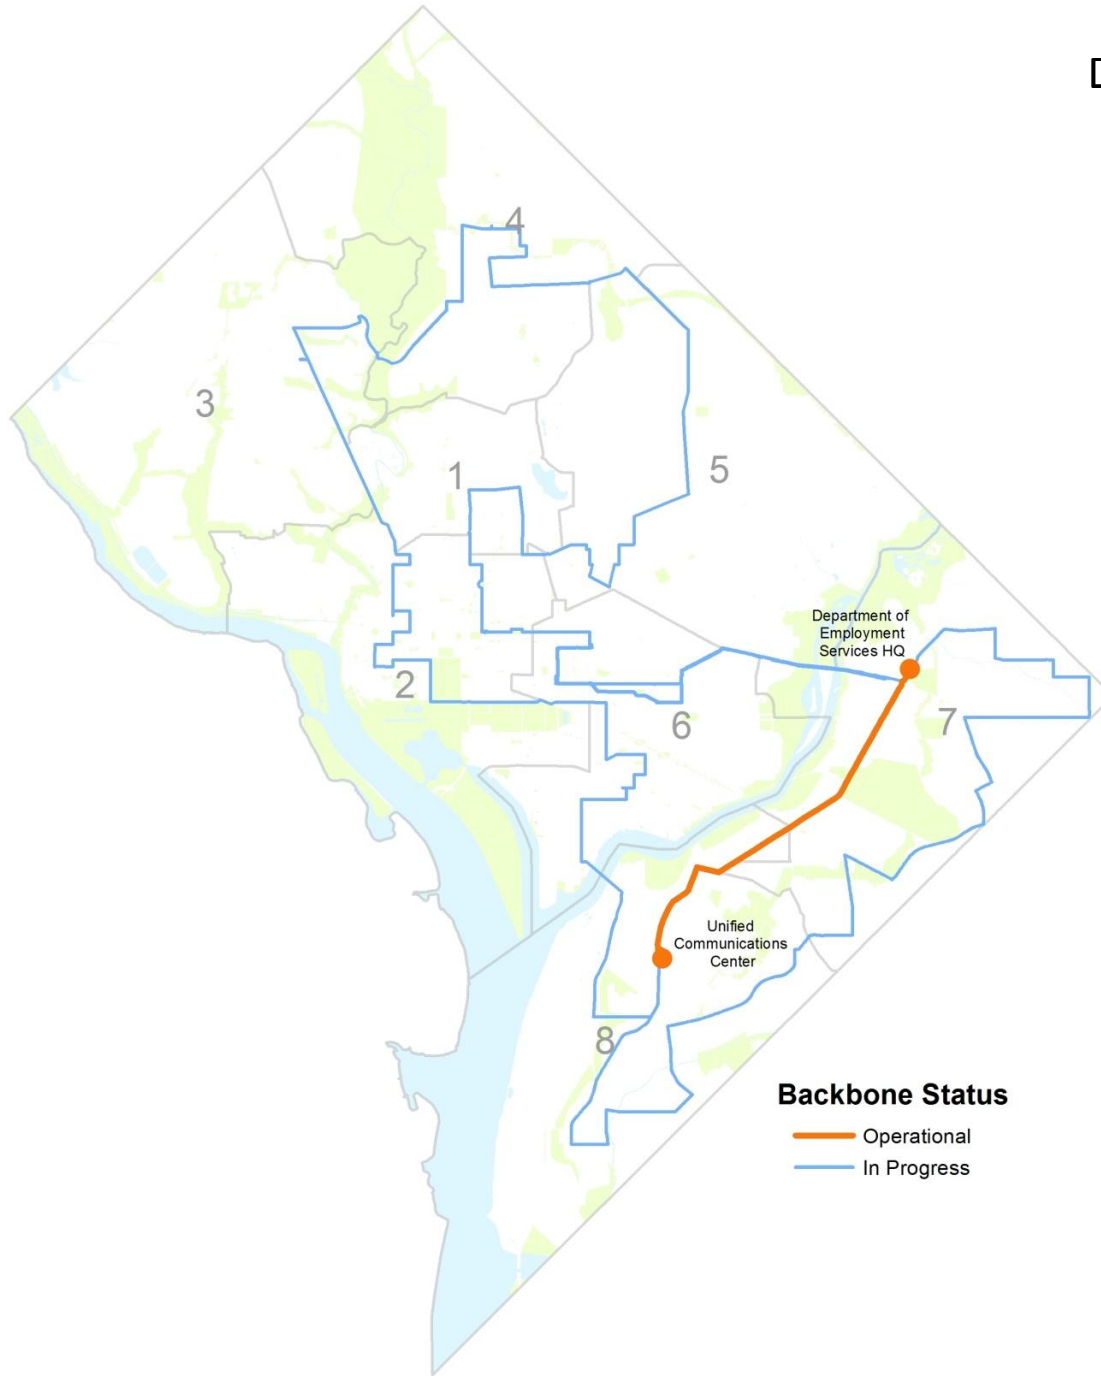 4
3
1
5
Department of
Employment
Services HQ
2
6
7
Unified
Communications
Center
8
Backbone Status
Operational
In Progress